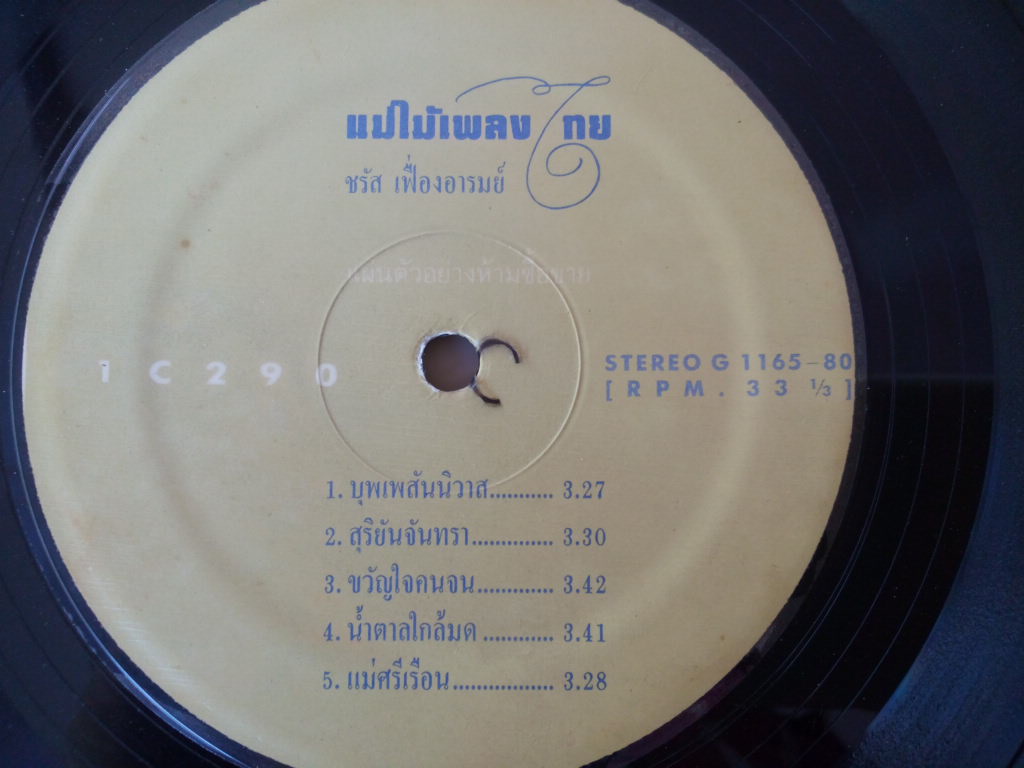 แม่ไม้เพลงไทย
ชรัส เฟื่องอารมย์
แผ่นตัวอย่างห้ามซื้อขาย
1 C 2 9 0
STEREO G 1165-80
[ R P M . 3 3 ⅓ ]
1. บุพเพสันนิวาส........... 3.27
2. สุริยันจันทรา.............. 3.30
3. ขวัญใจคนจน............. 3.42
4. น้ำตาลใกล้มด ............ 3.41
5. แม่ศรีเรือน................. 3.28